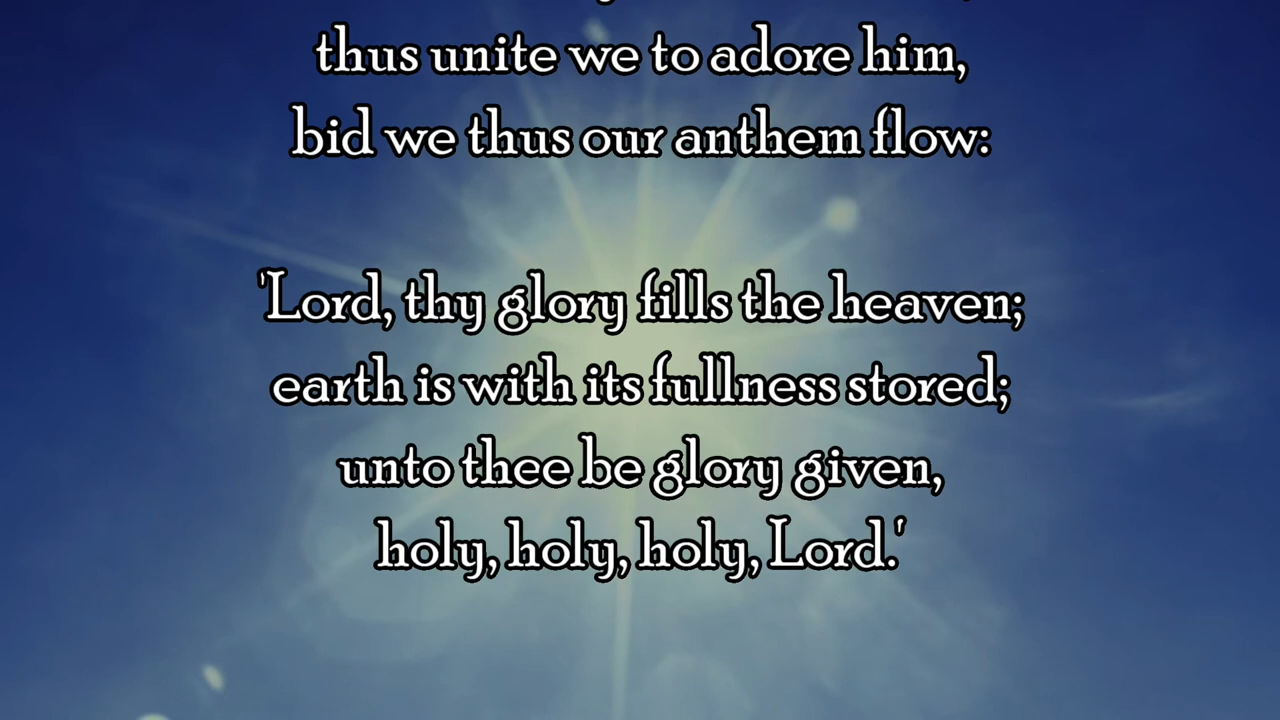 thus unite we to adore him,
bid we thus our anthem flow:
'Lord, thy glory fills the heaven;
earth is with its fullness stored;
unto thee be glory given,
holy, holy, holy, Lord.'